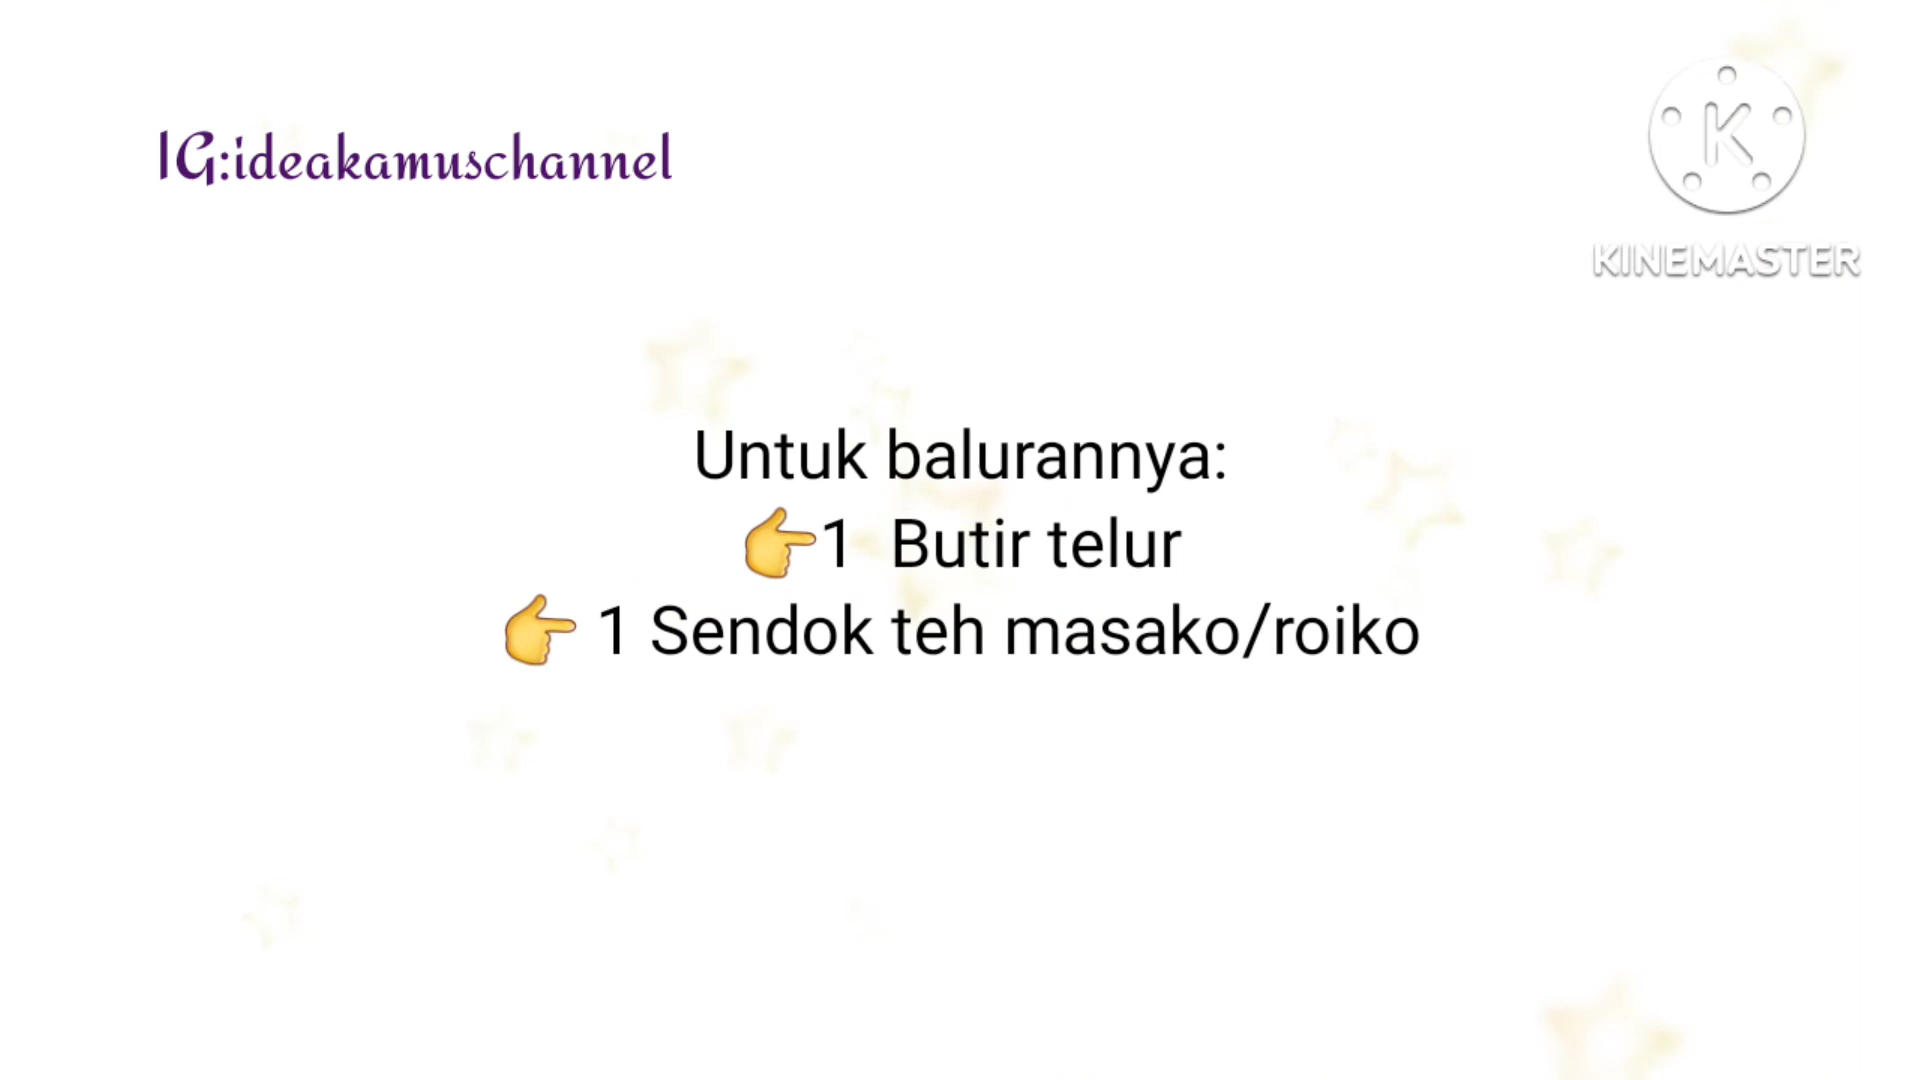 IG:ideakamuschannel
KINEMASTER
Untuk balurannya:
👉1 Butir telur
👉 1 Sendok teh masako/roiko